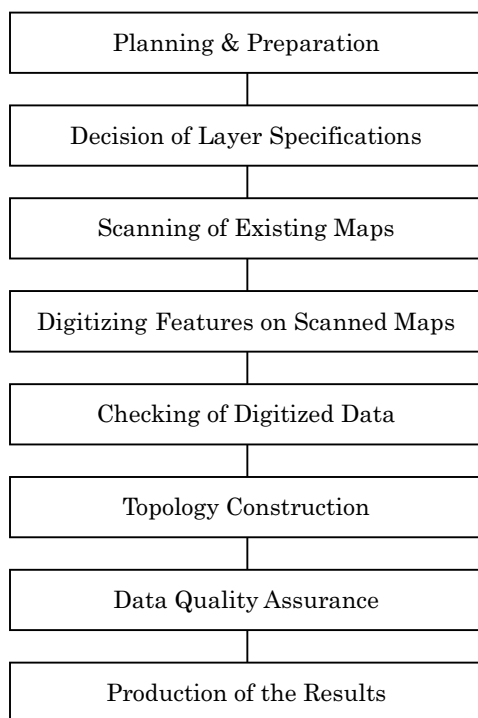 Planning & Preparation
Decision of Layer Specifications
Scanning of Existing Maps
Digitizing Features on Scanned Maps
Checking of Digitized Data
Topology Construction
Data Quality Assurance
Production of the Results